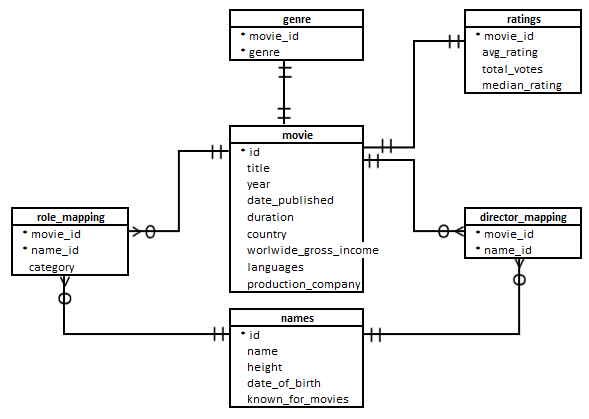 genre
* movie_id
* genre
ratings
* movie_id
avg_rating
total_votes
median_rating
movie
* id
title
year
date_published
duration
country
worlwide_gross_income
languages
production_company
role_mapping
* movie_id
* name_id
category
director_mapping
* movie_id
* name_id
names
* id
name
height
date_of_birth
known_for_movies